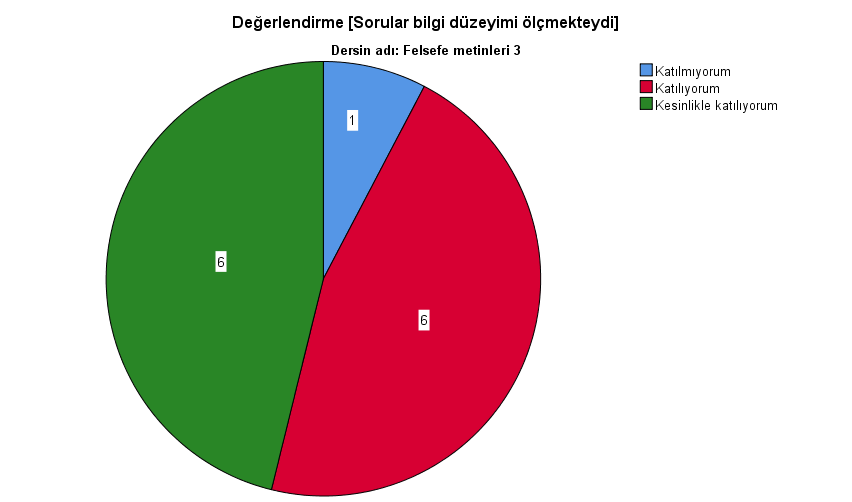 Değerlendirme [Sorular bilgi düzeyimi ölçmekteydi]
Dersin adı: Felsefe metinleri 3
Katılmıyorum
Katılıyorum
Kesinlikle katılıyorum
1
6
6